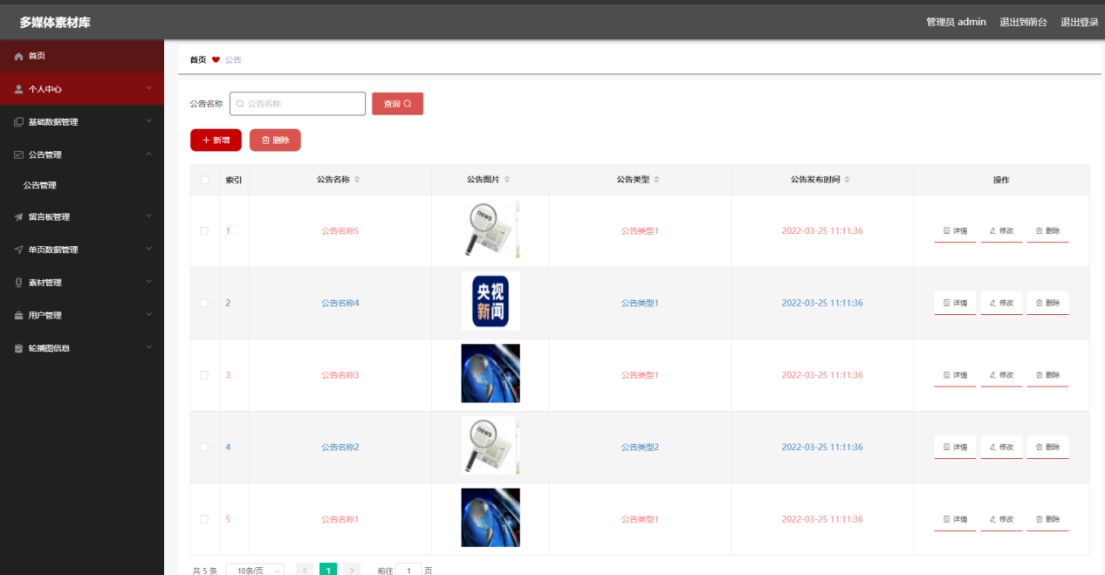 多媒体素材库
管理员 admin 退出到前台 退出登录
首页
个人中心
基础数据管理
公告管理
公告管理
留言板管理
单页数据管理
素材管理
用户管理
轮播图信息
首页 公告
公告名称 公告名称 查询
新增 删除
索引 公告名称 公告图片 公告类型 公告发布时间 操作
news
1 公告名称5 公告类型1 2022-03-25 11:11:36 详情 修改 删除
央视
新闻
2 公告名称4 公告类型1 2022-03-25 11:11:36 详情 修改 删除
3 公告名称3 公告类型1 2022-03-25 11:11:36 详情 修改 删除
news
4 公告名称2 公告类型2 2022-03-25 11:11:36 详情 修改 删除
5 公告名称1 公告类型1 2022-03-25 11:11:36 详情 修改 删除
共 5 条 10条/页 1 前往 1 页